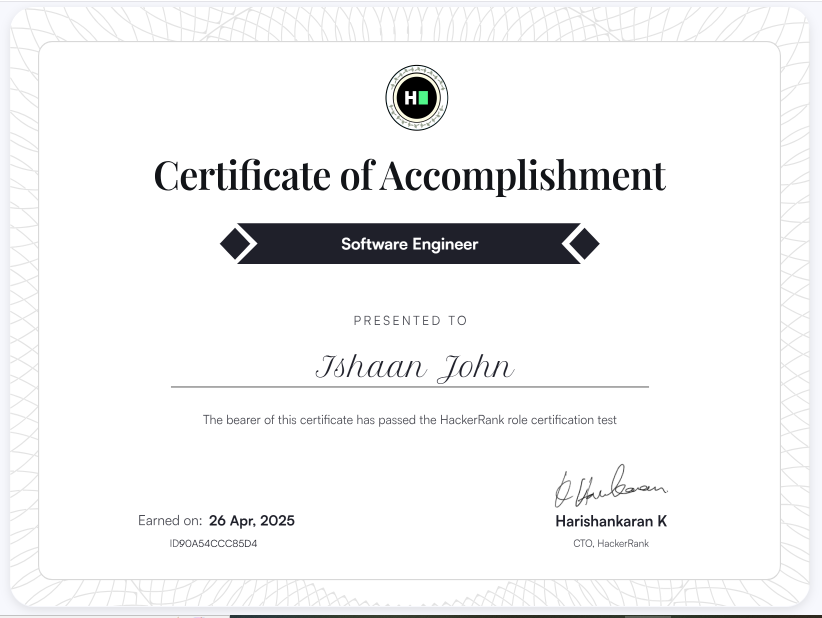 H
Certificate of Accomplishment
Software Engineer
PRESENTED TO
Ishaan John
The bearer of this certificate has passed the HackerRank role certification test
Earned on: 26 Apr, 2025
ID90A54CCC85D4
Harishankaran K
CTO, HackerRank